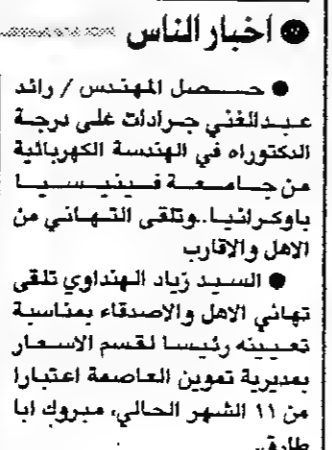 ● اخبار الناس
● حصل المهندس / رائد
عبدالغني جرادات على درجة
الدكتوراه في الهندسة الكهربائية
من جامعة فينيسيا
باوكرانيا..وتلقى التهاني من
الاهل والاقارب
● السيد زياد الهنداوي تلقى
تهاني الاهل والاصدقاء بمناسبة
تعيينه رئيسا لقسم الاسعار
بمديرية تموين العاصمة اعتبارا
من ١١ الشهر الحالي، مبروك ابا
طارق.